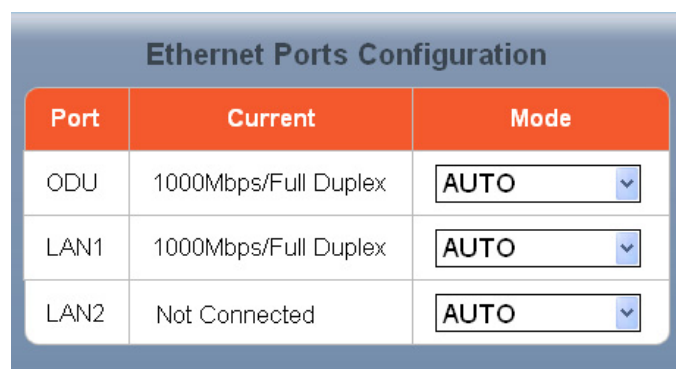 Ethernet Ports Configuration
Port Current Mode
ODU 1000Mbps/Full Duplex AUTO
LAN1 1000Mbps/Full Duplex AUTO
LAN2 Not Connected AUTO